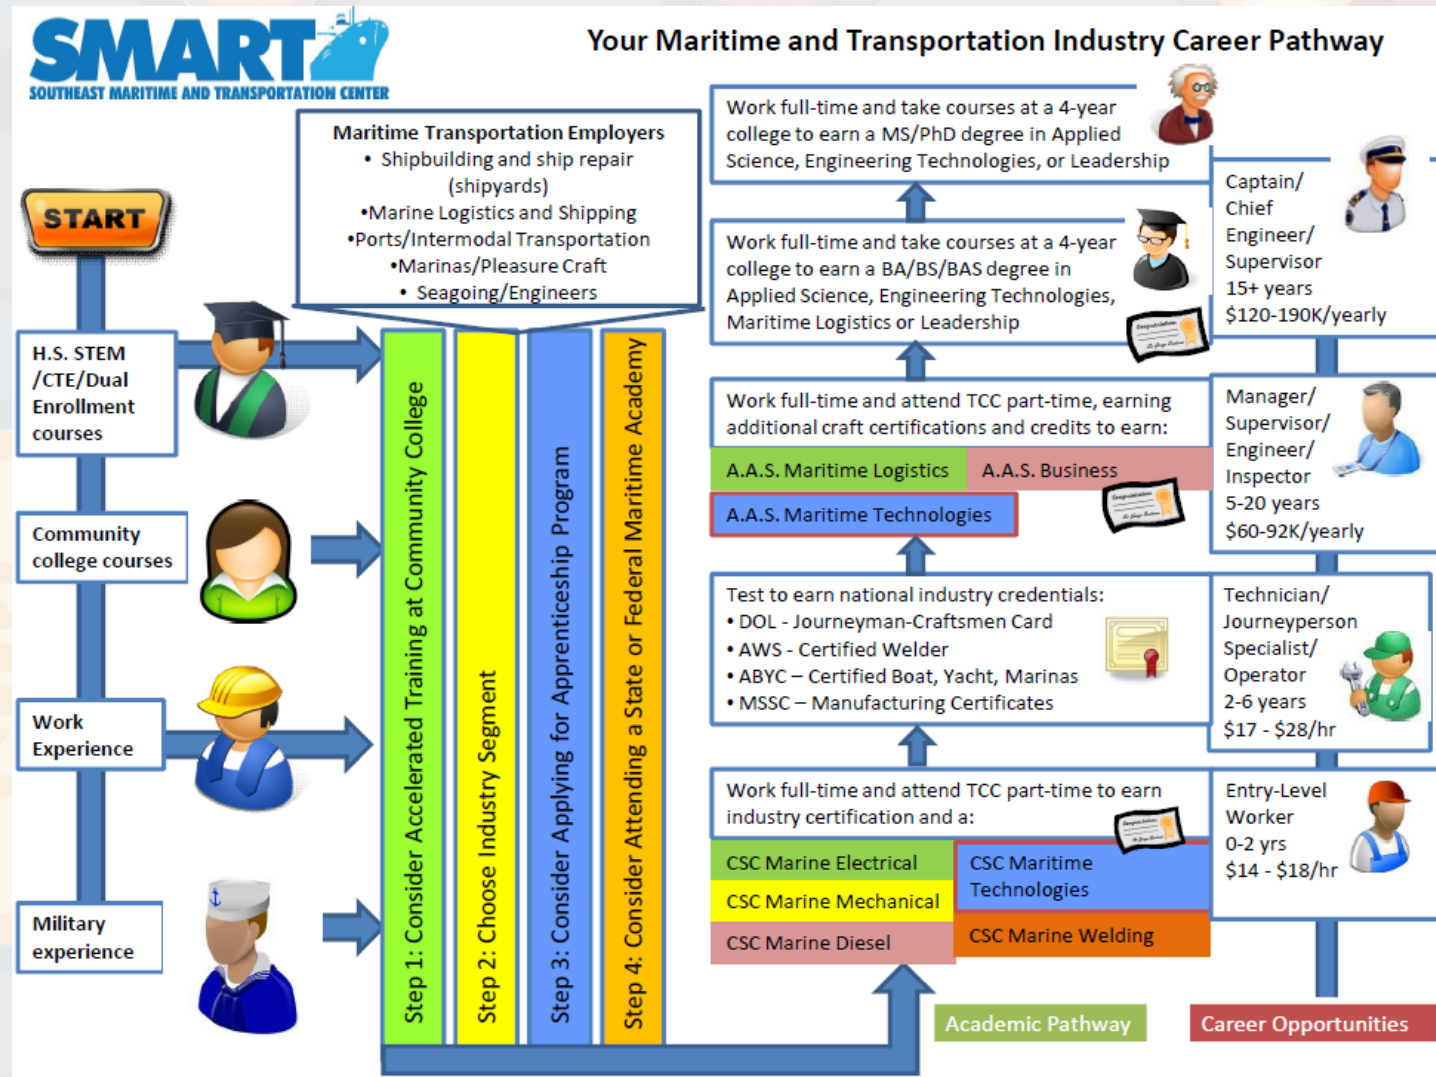 SMART
SOUTHEAST MARITIME AND TRANSPORTATION CENTER
Your Maritime and Transportation Industry Career Pathway
START
H.S. STEM
/CTE/Dual
Enrollment
courses
Community
college courses
Work
Experience
Military
experience
Maritime Transportation Employers
• Shipbuilding and ship repair
(shipyards)
•Marine Logistics and Shipping
•Ports/Intermodal Transportation
•Marinas/Pleasure Craft
• Seagoing/Engineers
Step 1: Consider Accelerated Training at Community College
Step 2: Choose Industry Segment
Step 3: Consider Applying for Apprenticeship Program
Step 4: Consider Attending a State or Federal Maritime Academy
Work full-time and take courses at a 4-year
college to earn a MS/PhD degree in Applied
Science, Engineering Technologies, or Leadership
Work full-time and take courses at a 4-year
college to earn a BA/BS/BAS degree in
Applied Science, Engineering Technologies,
Maritime Logistics or Leadership
Congratulations
Work full-time and attend TCC part-time, earning
additional craft certifications and credits to earn:
A.A.S. Maritime Logistics
A.A.S. Business
A.A.S. Maritime Technologies
Congratulations
Test to earn national industry credentials:
• DOL - Journeyman-Craftsmen Card
• AWS - Certified Welder
• ABYC – Certified Boat, Yacht, Marinas
• MSSC – Manufacturing Certificates
Work full-time and attend TCC part-time to earn
industry certification and a:
Congratulations
CSC Marine Electrical
CSC Marine Mechanical
CSC Marine Diesel
CSC Maritime
Technologies
CSC Marine Welding
Captain/
Chief
Engineer/
Supervisor
15+ years
$120-190K/yearly
Manager/
Supervisor/
Engineer/
Inspector
5-20 years
$60-92K/yearly
Technician/
Journeyperson
Specialist/
Operator
2-6 years
$17 - $28/hr
Entry-Level
Worker
0-2 yrs
$14 - $18/hr
Academic Pathway
Career Opportunities